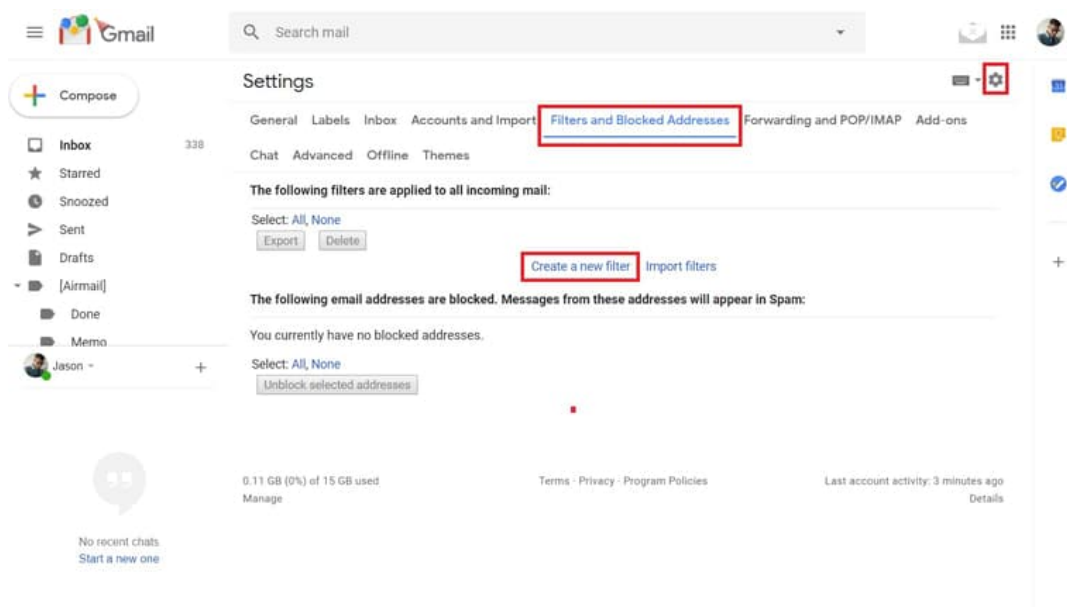 Gmail
Search mail
Compose
Inbox 338
Starred
Snoozed
Sent
Drafts
[Airmail]
Done
Memo
Jason
No recent chats
Start a new one
Settings
General Labels Inbox Accounts and Import Filters and Blocked Addresses Forwarding and POP/IMAP Add-ons
Chat Advanced Offline Themes
The following filters are applied to all incoming mail:
Select: All, None
Export Delete
Create a new filter Import filters
The following email addresses are blocked. Messages from these addresses will appear in Spam:
You currently have no blocked addresses.
Select: All, None
Unblock selected addresses
0.11 GB (0%) of 15 GB used
Manage
Terms · Privacy · Program Policies
Last account activity: 3 minutes ago
Details
31